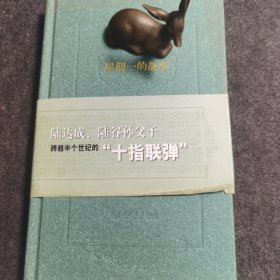 星期一的故事
陆达成、陆谷孙父子
跨越半个世纪的“十指联弹”